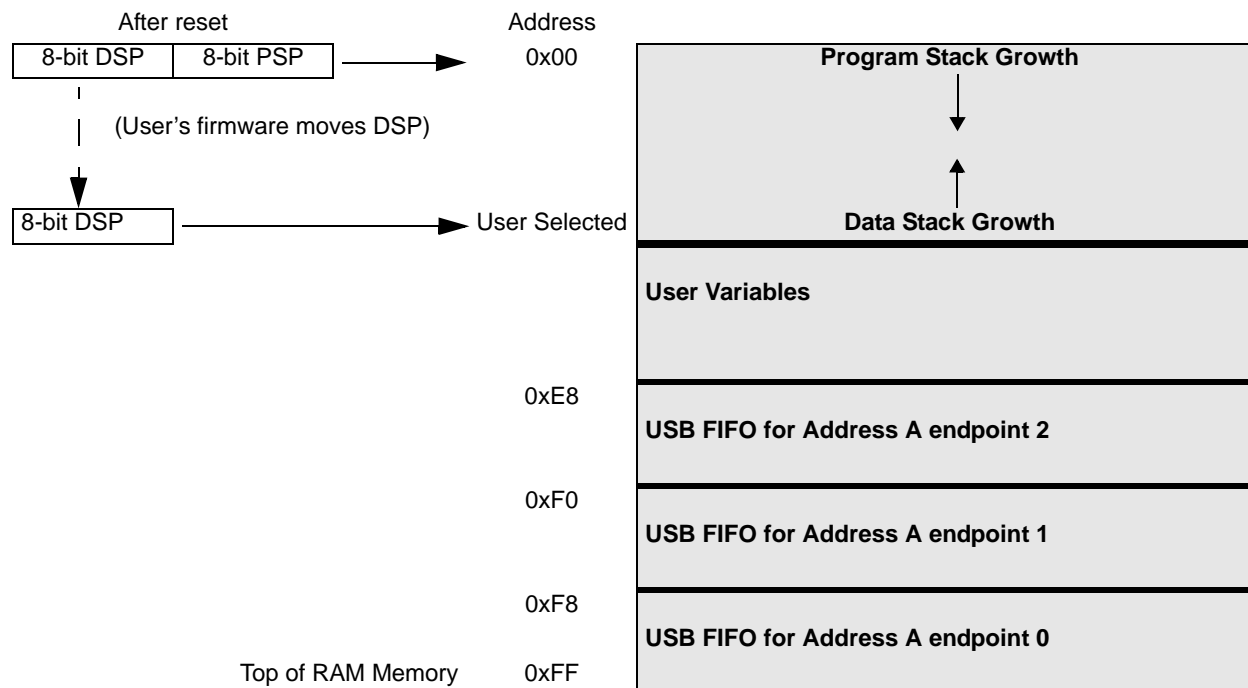 After reset
Address
8-bit DSP 8-bit PSP
0x00
Program Stack Growth
(User's firmware moves DSP)
8-bit DSP
User Selected
Data Stack Growth
User Variables
0xE8
USB FIFO for Address A endpoint 2
0xF0
USB FIFO for Address A endpoint 1
0xF8
USB FIFO for Address A endpoint 0
Top of RAM Memory
0xFF